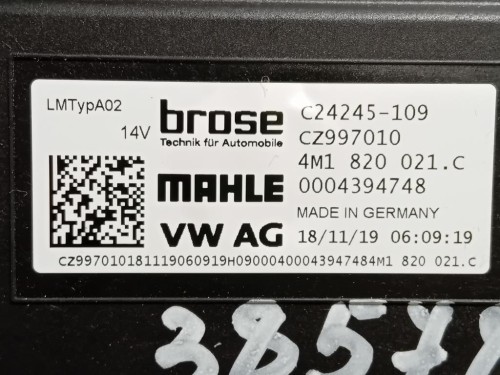 LMTypA02
14V
brose
Technik für Automobile
MAHLE
VW AG
C24245-109
CZ997010
4M1 820 021.C
0004394748
MADE IN GERMANY
18/11/19 06:09:19
CZ997010181119060919H09000400043947484M1 820 021.C